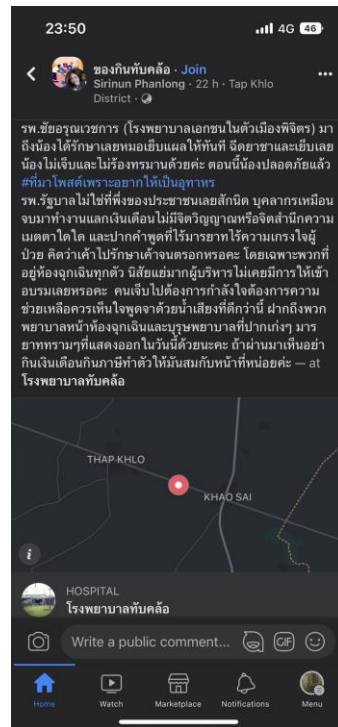 23:50
4G 46
ของกินทับคล้อ · Join
Sirinun Phanlong · 22 h · Tap Khlo
District ·
รพ.ชัยอรุณเวชการ (โรงพยาบาลเอกชนในตัวเมืองพิจิตร) มา
ถึงน้องได้รักษาเลยหมอเย็บแผลให้ทันที ฉีดยาชาและเย็บเลย
น้องไม่เจ็บและไม่ร้องทรมานด้วยค่ะ ตอนนี้น้องปลอดภัยแล้ว
#ที่มาโพสต์เพราะอยากให้เป็นอุทาหร
รพ.รัฐบาลไม่ใช่ที่พึ่งของประชาชนเลยสักนิด บุคลากรเหมือน
จบมาทำงานแลกเงินเดือนไม่มีจิตวิญญาณหรือจิตสำนึกความ
เมตตาใดใด และปากคำพูดที่ไร้มารยาทไร้ความเกรงใจผู้
ป่วย คิดว่าเค้าไปรักษาเค้าจนตรอกหรอคะ โดยเฉพาะพวกที่
อยู่ห้องฉุกเฉินทุกตัว นิสัยแย่มากผู้บริหารไม่เคยมีการให้เข้า
อบรมเลยหรอคะ คนเจ็บไปต้องการกำลังใจต้องการความ
ช่วยเหลือควรเห็นใจพูดจาด้วยน้ำเสียงที่ดีกว่านี้ ฝากถึงพวก
พยาบาลหน้าห้องฉุกเฉินและบุรุษพยาบาลที่ปากเก่งๆ มาร
ยาททรามๆที่แสดงออกในวันนี้ด้วยนะคะ ถ้าผ่านมาเห็นอย่า
กินเงินเดือนกินภาษีทำตัวให้มันสมกับหน้าที่หน่อยค่ะ — at
โรงพยาบาลทับคล้อ
THAP KHLO
KHAO SAI
i
HOSPITAL
โรงพยาบาลทับคล้อ
Write a public comment...
GIF
Home Watch Marketplace Notifications Menu